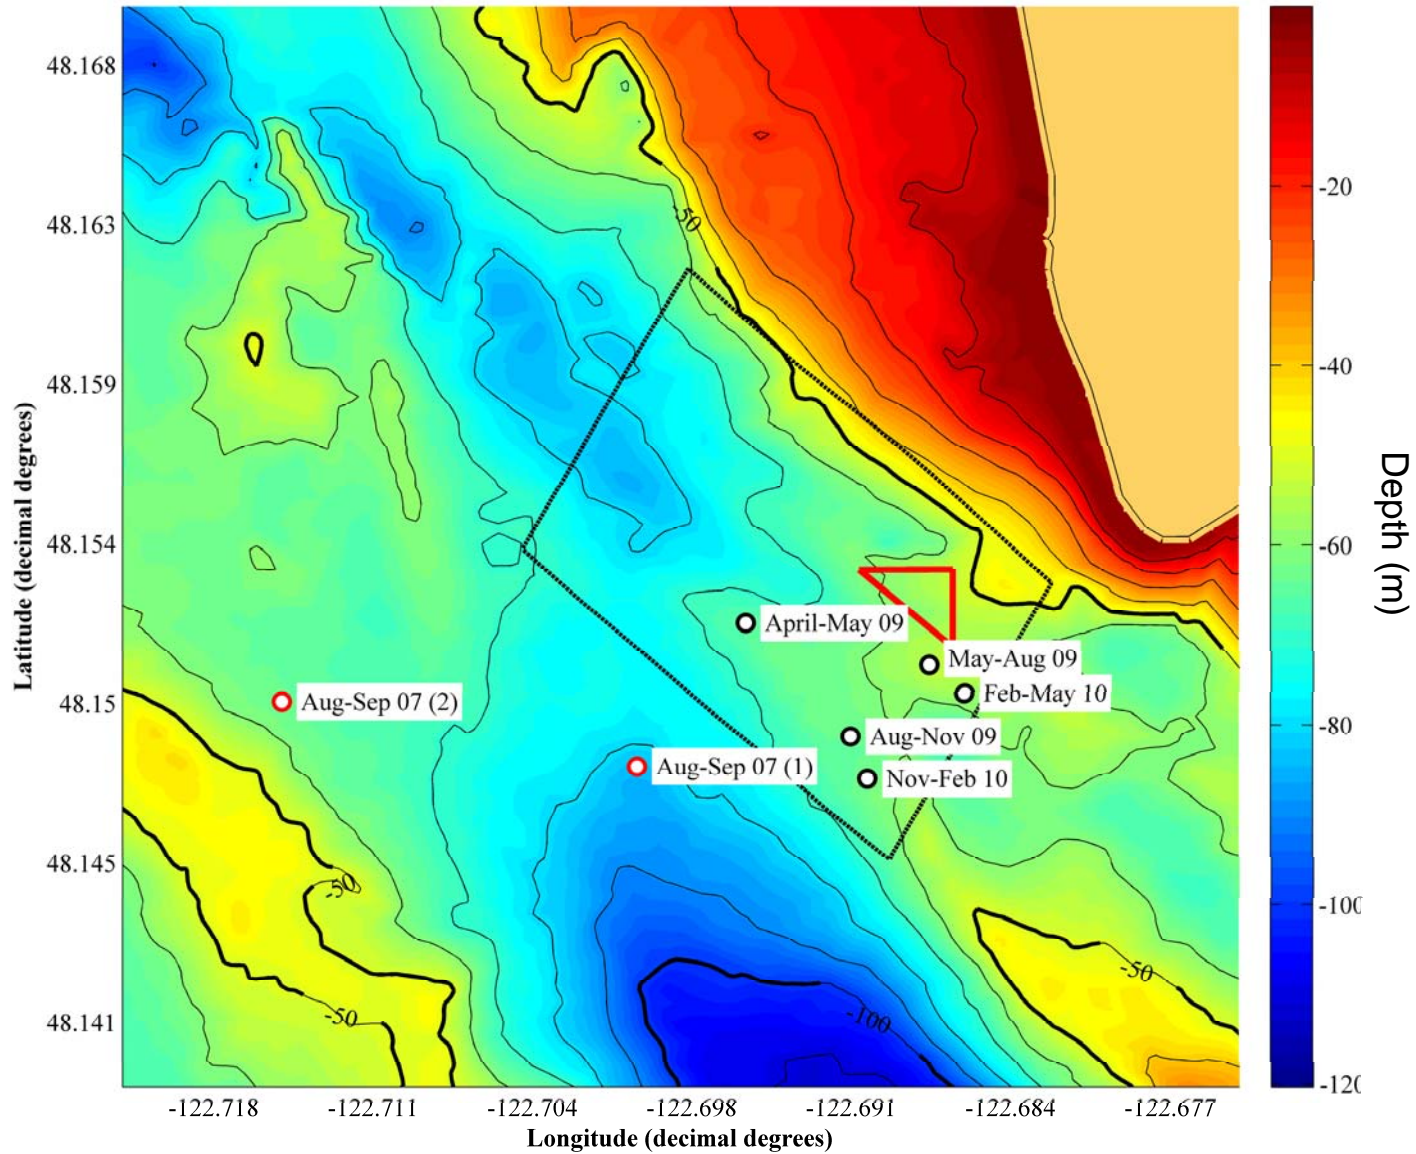 48.168
48.163
48.159
48.154
48.15
48.145
48.141
Latitude (decimal degrees)
-50
April-May 09
May-Aug 09
Feb-May 10
Aug-Sep 07 (2)
Aug-Nov 09
Aug-Sep 07 (1)
Nov-Feb 10
-50
-50
-50
-100
-122.718
-122.711
-122.704
-122.698
-122.691
-122.684
-122.677
Longitude (decimal degrees)
-20
-40
-60
-80
-100
-120
Depth (m)